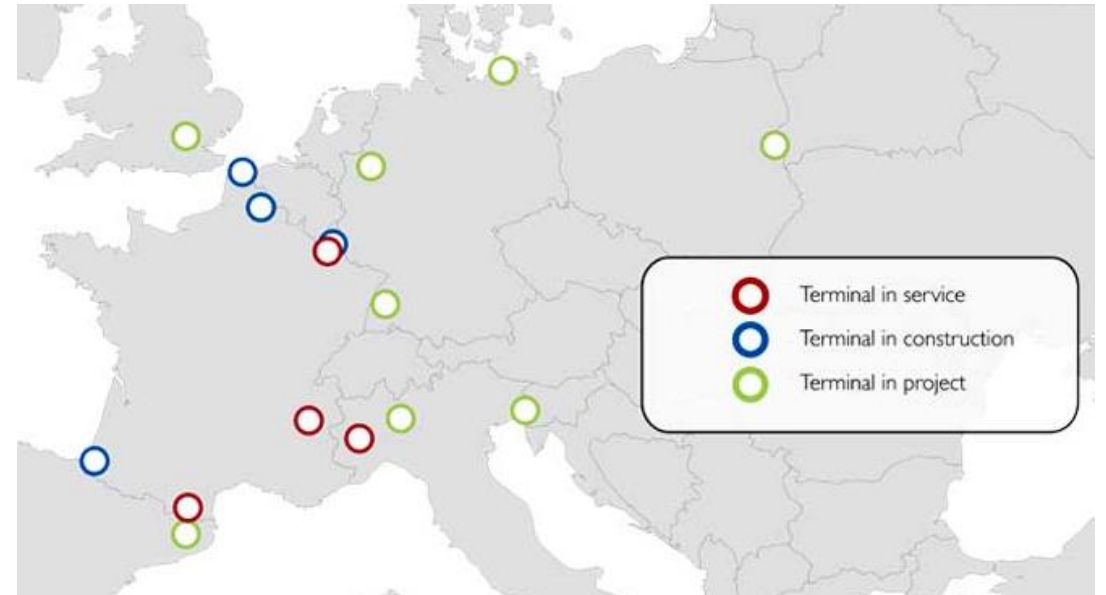 Terminal in service
Terminal in construction
Terminal in project